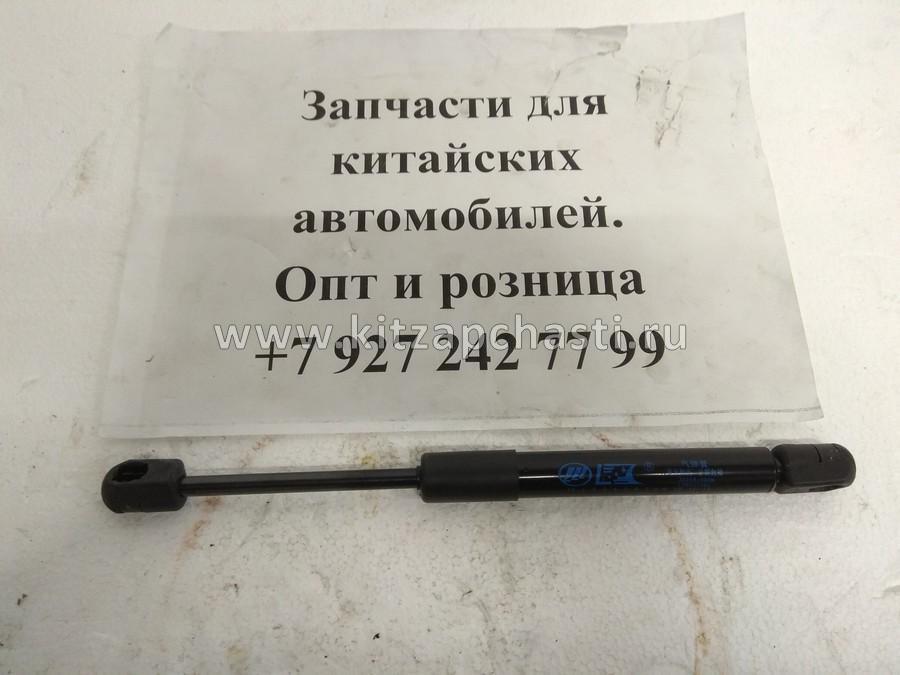 Запчасти для
китайских
автомобилей.
Опт и розница
www.kitzapchasti.ru
+7 927 242 77 99